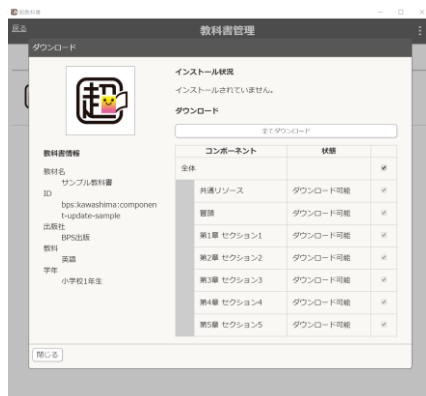 超教科書
戻る
教科書管理
ダウンロード
超
教科書情報
教材名
サンプル教科書
ID
bps:kawashima:componen
t-update-sample
出版社
BPS出版
教科
英語
学年
小学校1年生
インストール状況
インストールされていません。
ダウンロード
全てダウンロード
コンポーネント 状態
全体
共通リソース ダウンロード可能
冒頭 ダウンロード可能
第1章 セクション1 ダウンロード可能
第2章 セクション2 ダウンロード可能
第3章 セクション3 ダウンロード可能
第4章 セクション4 ダウンロード可能
第5章 セクション5 ダウンロード可能
閉じる